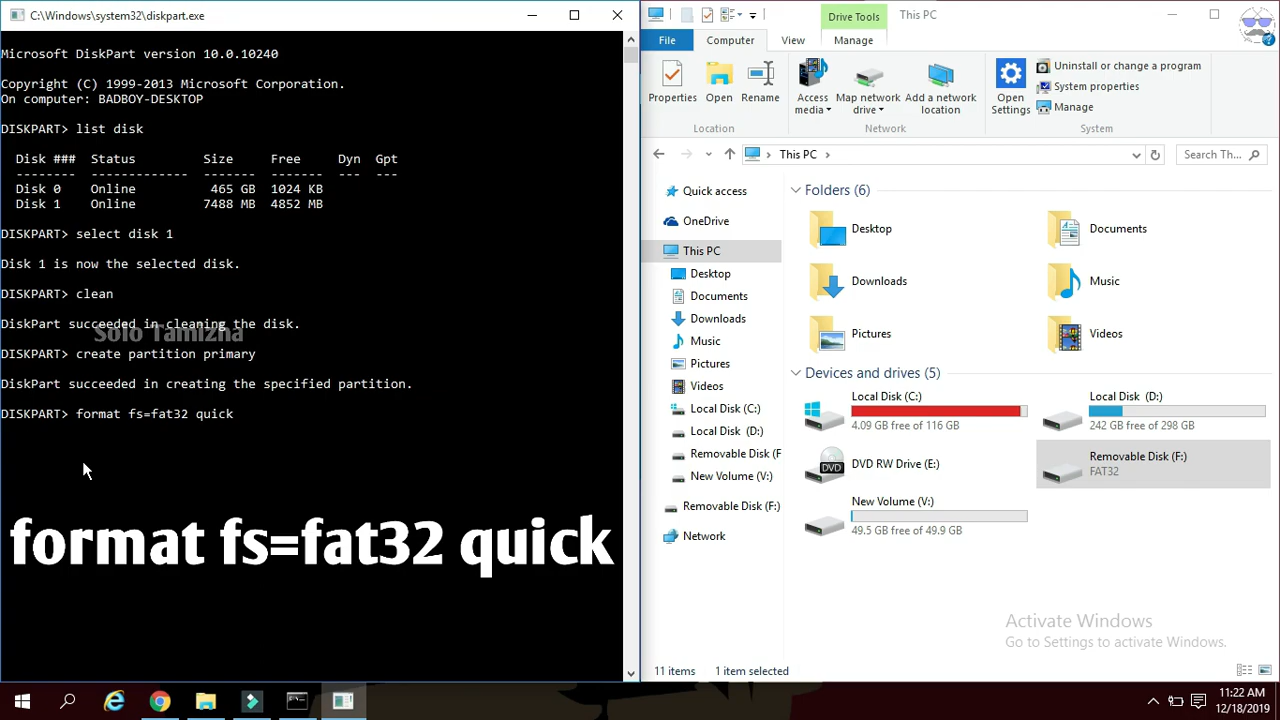 C:\Windows\system32\diskpart.exe
Microsoft DiskPart version 10.0.10240
Copyright (C) 1999-2013 Microsoft Corporation.
On computer: BADBOY-DESKTOP
DISKPART> list disk
Disk ### Status Size Free Dyn Gpt
-------- ------------- ------- ------- --- ---
Disk 0 Online 465 GB 1024 KB
Disk 1 Online 7488 MB 4852 MB
DISKPART> select disk 1
Disk 1 is now the selected disk.
DISKPART> clean
DiskPart succeeded in cleaning the disk.
Solo Tamizha
DISKPART> create partition primary
DiskPart succeeded in creating the specified partition.
DISKPART> format fs=fat32 quick
format fs=fat32 quick
Drive Tools
This PC
File
Computer
View
Manage
Properties
Open
Rename
Location
Access media
Map network drive
Add a network location
Network
Open Settings
Uninstall or change a program
System properties
Manage
System
This PC
Search Th...
Quick access
OneDrive
This PC
Desktop
Documents
Downloads
Music
Pictures
Videos
Local Disk (C:)
Local Disk (D:)
Removable Disk (F
New Volume (V:)
Removable Disk (F:)
Network
Folders (6)
Desktop
Documents
Downloads
Music
Pictures
Videos
Devices and drives (5)
Local Disk (C:)
4.09 GB free of 116 GB
Local Disk (D:)
242 GB free of 298 GB
DVD
DVD RW Drive (E:)
Removable Disk (F:)
FAT32
New Volume (V:)
49.5 GB free of 49.9 GB
Activate Windows
Go to Settings to activate Windows.
11 items
1 item selected
11:22 AM
12/18/2019